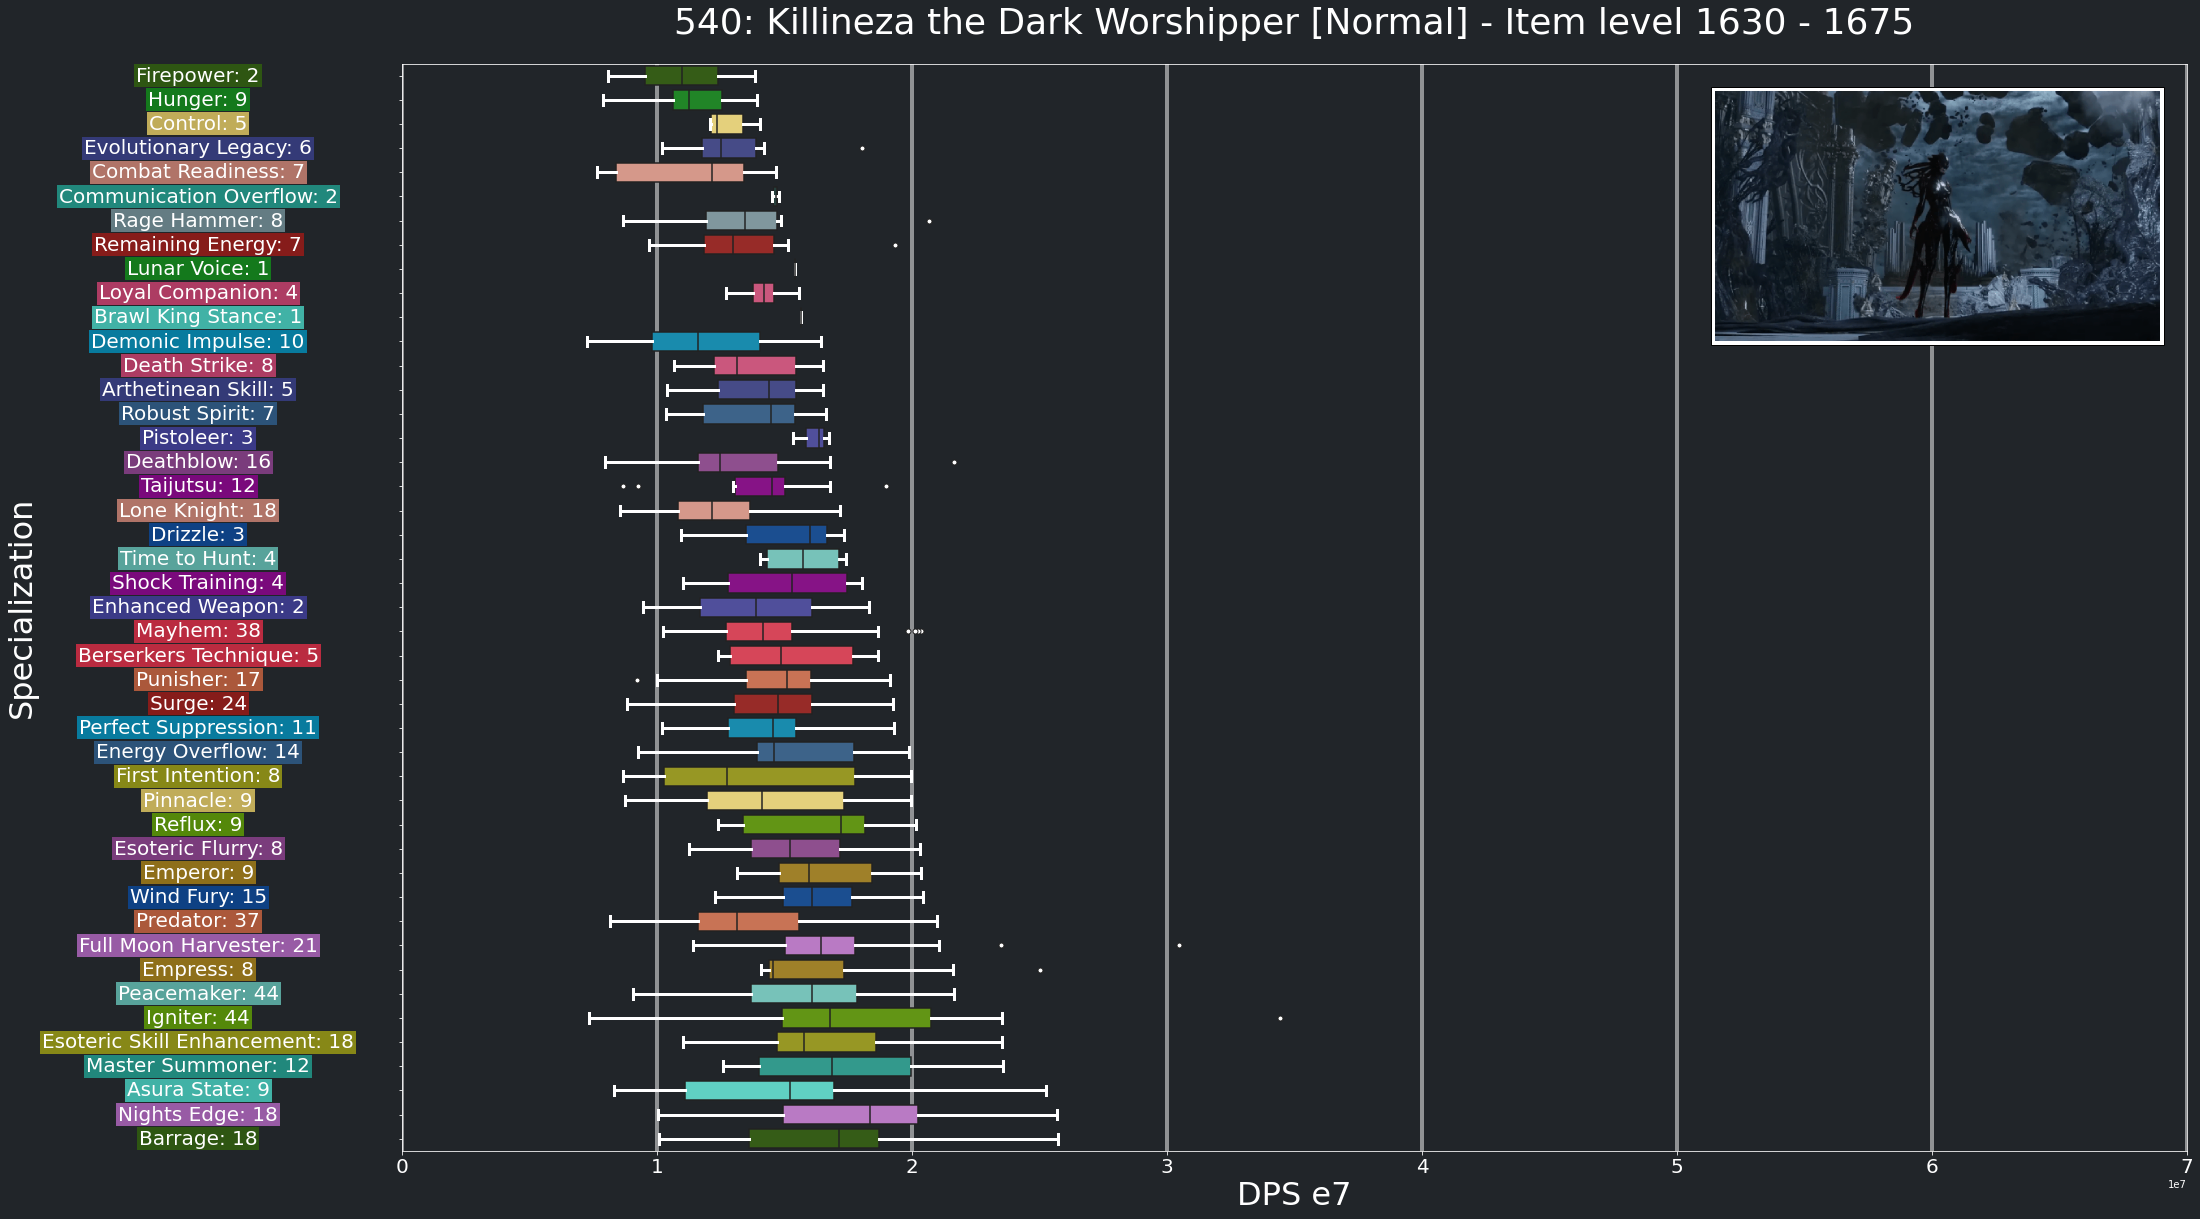 540: Killineza the Dark Worshipper [Normal] - Item level 1630 - 1675
Specialization
Firepower: 2
Hunger: 9
Control: 5
Evolutionary Legacy: 6
Combat Readiness: 7
Communication Overflow: 2
Rage Hammer: 8
Remaining Energy: 7
Lunar Voice: 1
Loyal Companion: 4
Brawl King Stance: 1
Demonic Impulse: 10
Death Strike: 8
Arthetinean Skill: 5
Robust Spirit: 7
Pistoleer: 3
Deathblow: 16
Taijutsu: 12
Lone Knight: 18
Drizzle: 3
Time to Hunt: 4
Shock Training: 4
Enhanced Weapon: 2
Mayhem: 38
Berserkers Technique: 5
Punisher: 17
Surge: 24
Perfect Suppression: 11
Energy Overflow: 14
First Intention: 8
Pinnacle: 9
Reflux: 9
Esoteric Flurry: 8
Emperor: 9
Wind Fury: 15
Predator: 37
Full Moon Harvester: 21
Empress: 8
Peacemaker: 44
Igniter: 44
Esoteric Skill Enhancement: 18
Master Summoner: 12
Asura State: 9
Nights Edge: 18
Barrage: 18
0 1 2 3 4 5 6 7
1e7
DPS e7